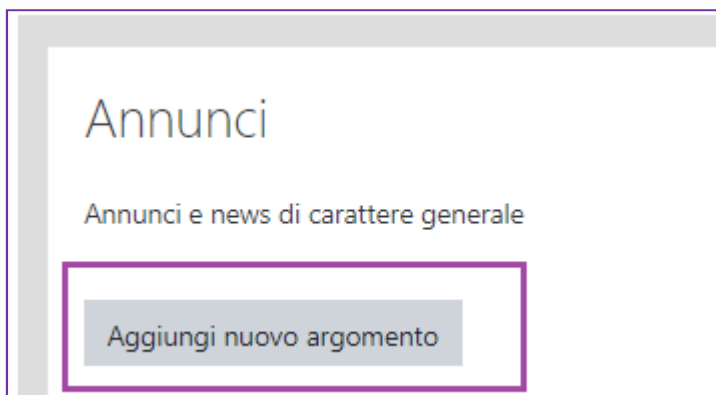 Annunci
Annunci e news di carattere generale
Aggiungi nuovo argomento